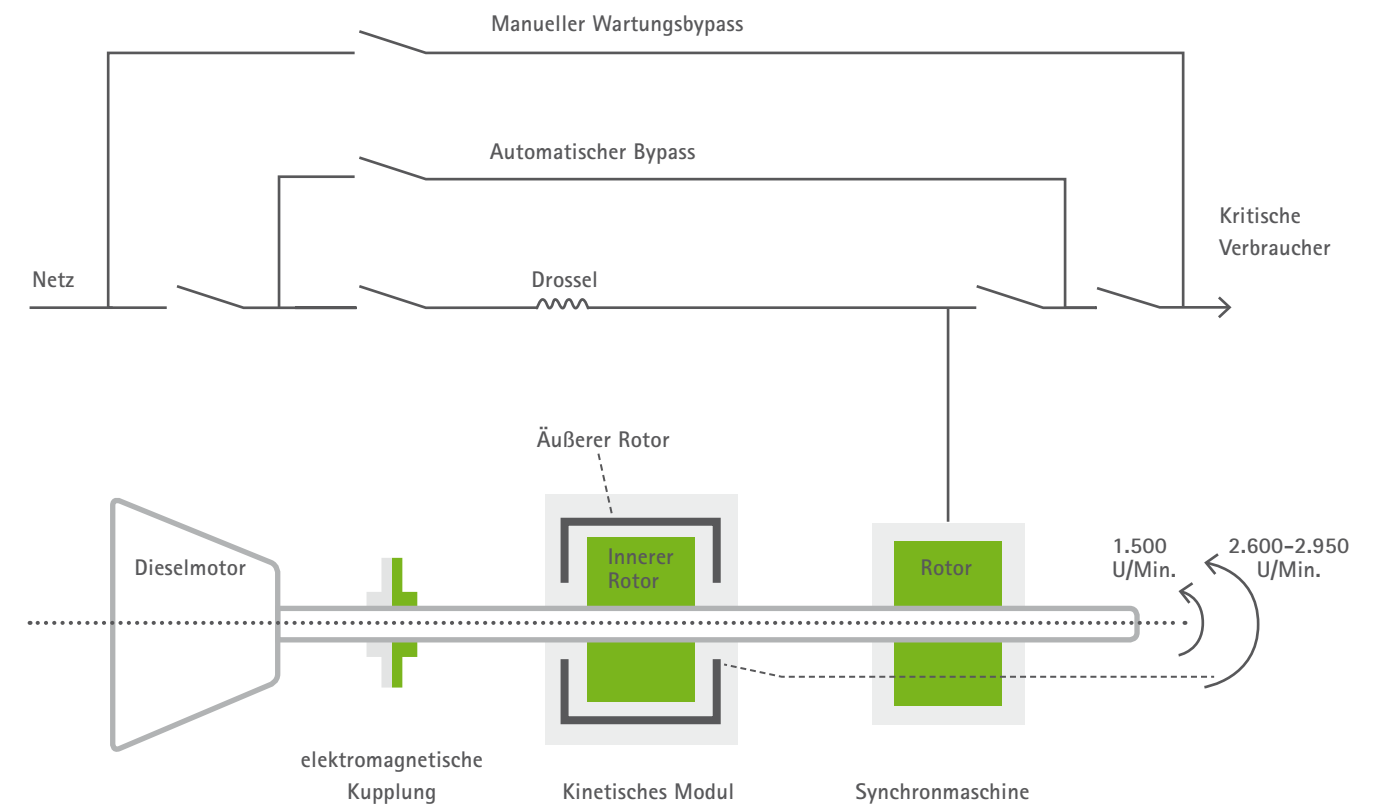 Manueller Wartungsbypass
Automatischer Bypass
Kritische
Verbraucher
Netz
Drossel
Äußerer Rotor
Dieselmotor
Innerer
Rotor
Rotor
1.500
U/Min.
2.600-2.950
U/Min.
elektromagnetische
Kupplung
Kinetisches Modul
Synchronmaschine